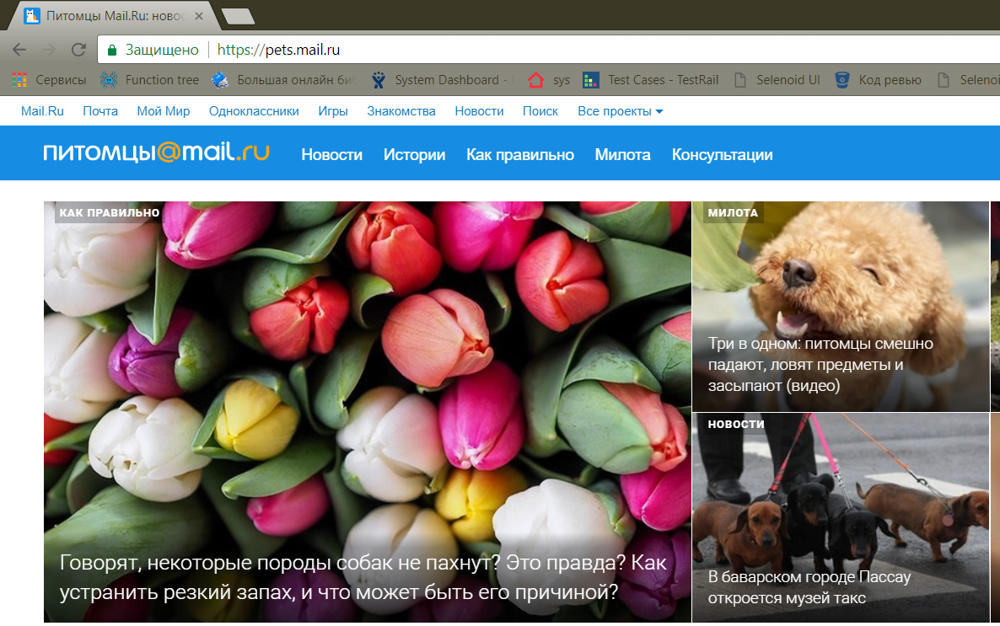 Питомцы Mail.Ru: новос
Защищено https://pets.mail.ru
Сервисы Function tree Большая онлайн биб System Dashboard - sys Test Cases - TestRail Selenoid UI Код ревью Selenoi
Mail.Ru Почта Мой Мир Одноклассники Игры Знакомства Новости Поиск Все проекты
питомцы@mail.ru Новости Истории Как правильно Милота Консультации
КАК ПРАВИЛЬНО
Говорят, некоторые породы собак не пахнут? Это правда? Как
устранить резкий запах, и что может быть его причиной?
МИЛОТА
Три в одном: питомцы смешно
падают, ловят предметы и
засыпают (видео)
НОВОСТИ
В баварском городе Пассау
откроется музей такс